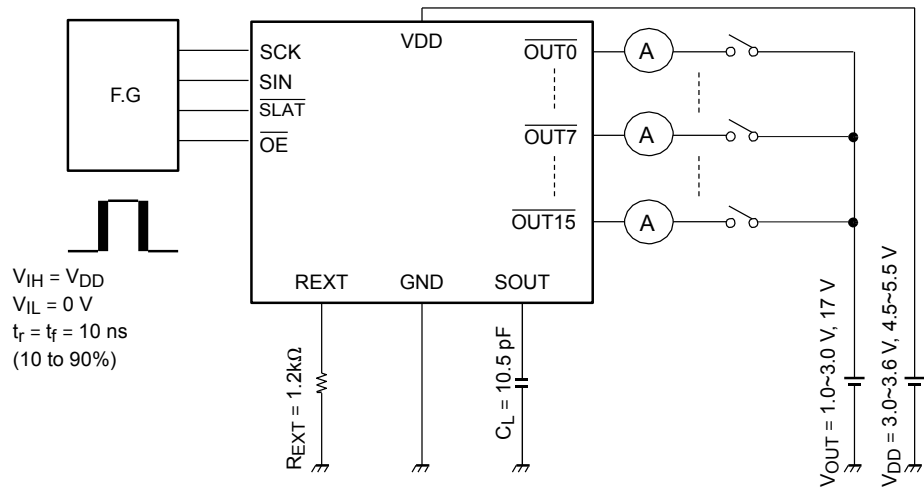 F.G
SCK
SIN
SLAT
OE
VDD
OUT0
OUT7
OUT15
A
A
A
REXT
GND
SOUT
VIH = VDD
VIL = 0 V
tr = tf = 10 ns
(10 to 90%)
REXT = 1.2kΩ
CL = 10.5 pF
VOUT = 1.0~3.0 V, 17 V
VDD = 3.0~3.6 V, 4.5~5.5 V